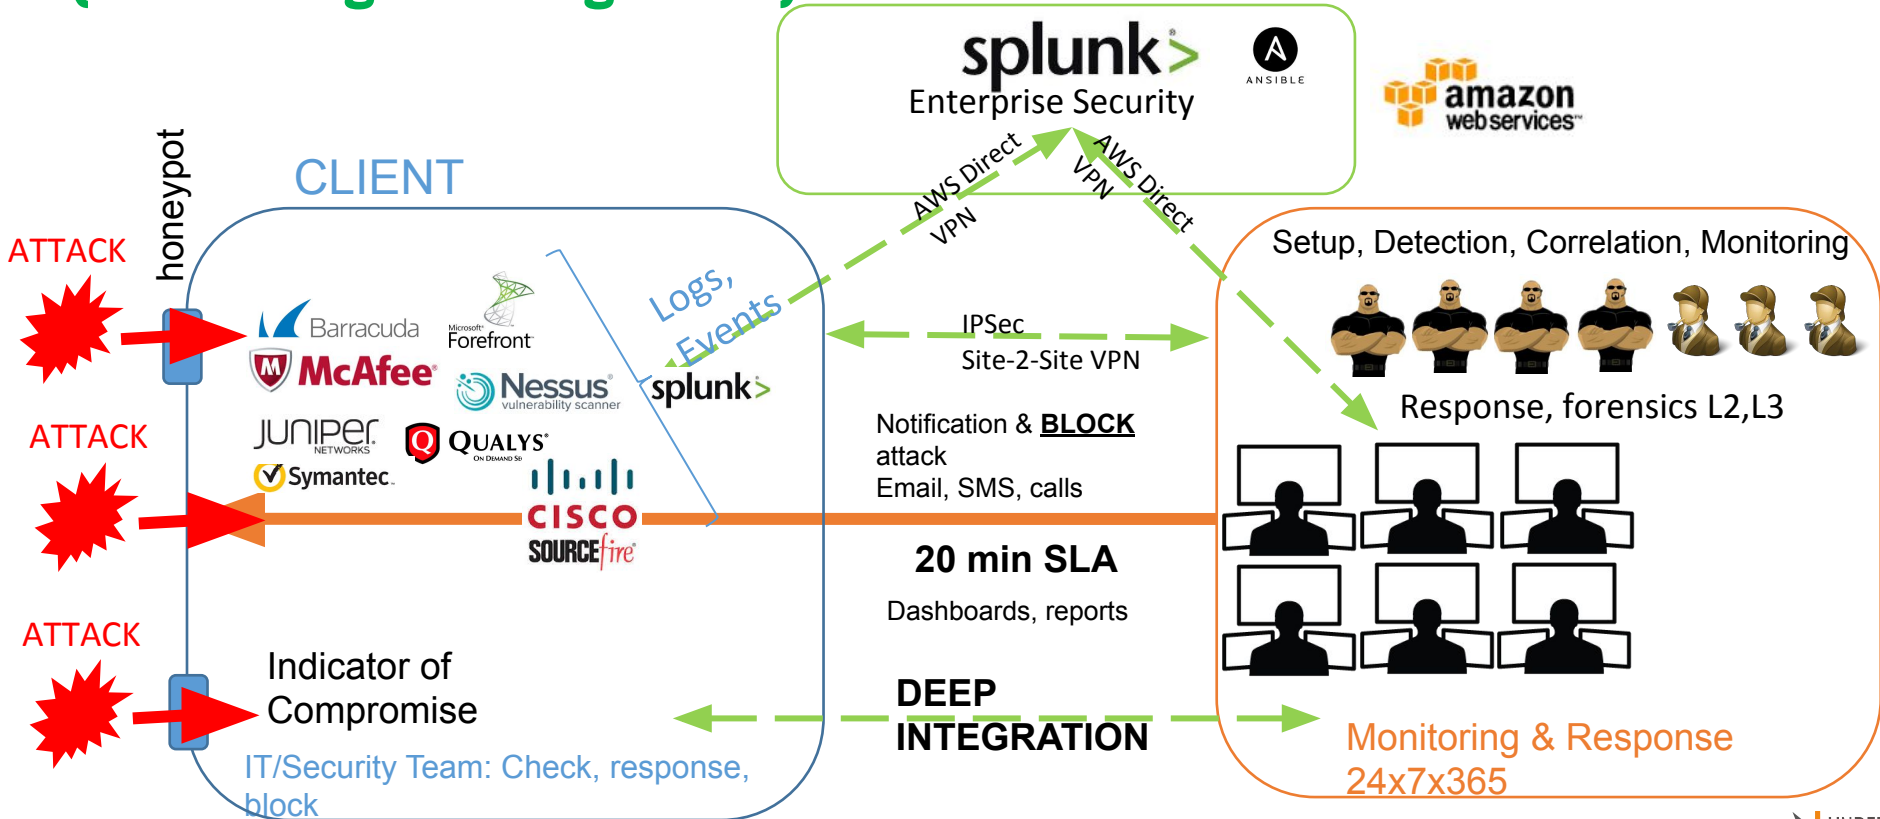 splunk>
Enterprise Security
ANSIBLE
amazon
web services™
honeypot
CLIENT
AWS Direct
VPN
AWS Direct
VPN
ATTACK
Barracuda
Microsoft®
Forefront
McAfee®
Nessus®
vulnerability scanner
Logs,
Events
splunk>
IPSec
Site-2-Site VPN
Setup, Detection, Correlation, Monitoring
Response, forensics L2,L3
ATTACK
JUNIPER
NETWORKS
QUALYS®
Symantec
CISCO
SOURCEfire®
Notification & BLOCK
attack
Email, SMS, calls
20 min SLA
Dashboards, reports
ATTACK
Indicator of
Compromise
DEEP
INTEGRATION
IT/Security Team: Check, response,
block
Monitoring & Response
24x7x365